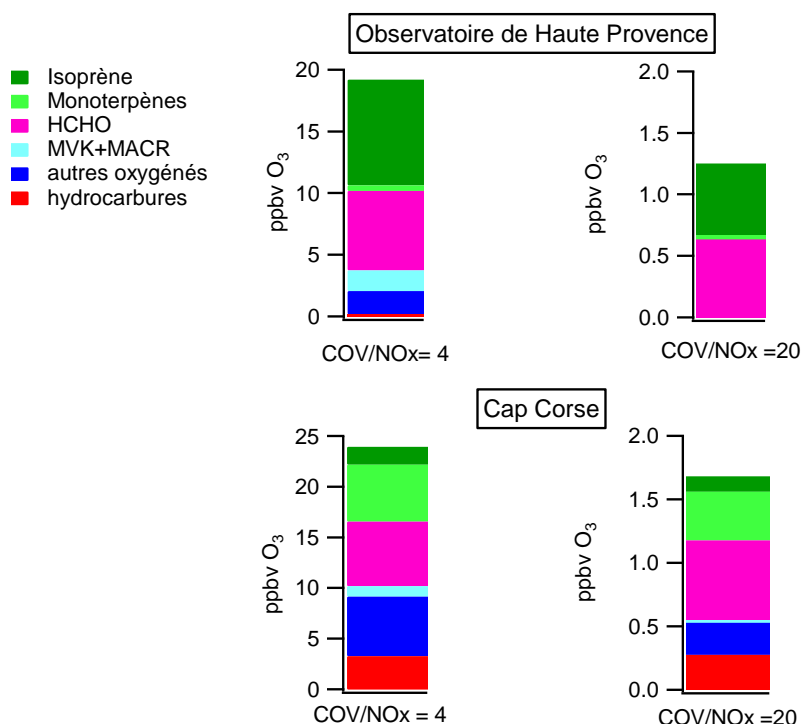 Observatoire de Haute Provence
Isoprène
Monoterpènes
HCHO
MVK+MACR
autres oxygénés
hydrocarbures
ppbv O₃
20
15
10
5
0
COV/NOx= 4
ppbv O₃
2.0
1.5
1.0
0.5
0.0
COV/NOx =20
Cap Corse
ppbv O₃
25
20
15
10
5
0
COV/NOx = 4
ppbv O₃
2.0
1.5
1.0
0.5
0.0
COV/NOx =20